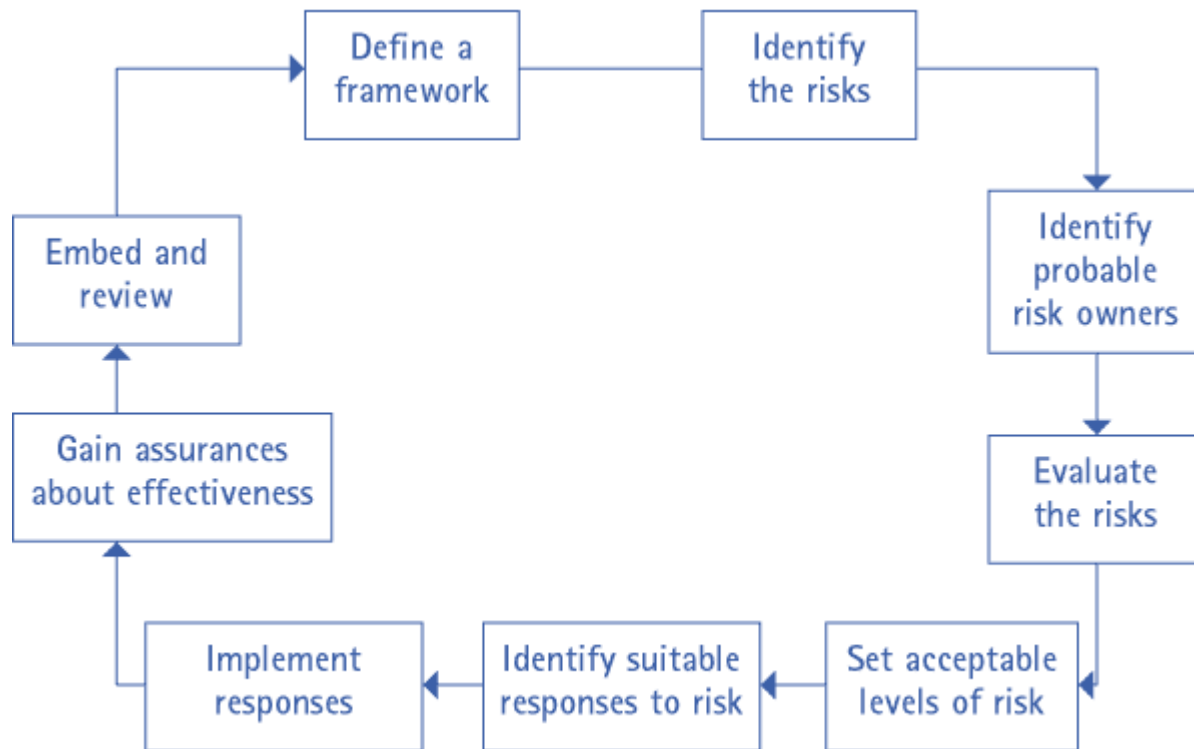 Define a
framework
Identify
the risks
Identify
probable
risk owners
Evaluate
the risks
Set acceptable
levels of risk
Identify suitable
responses to risk
Implement
responses
Gain assurances
about effectiveness
Embed and
review